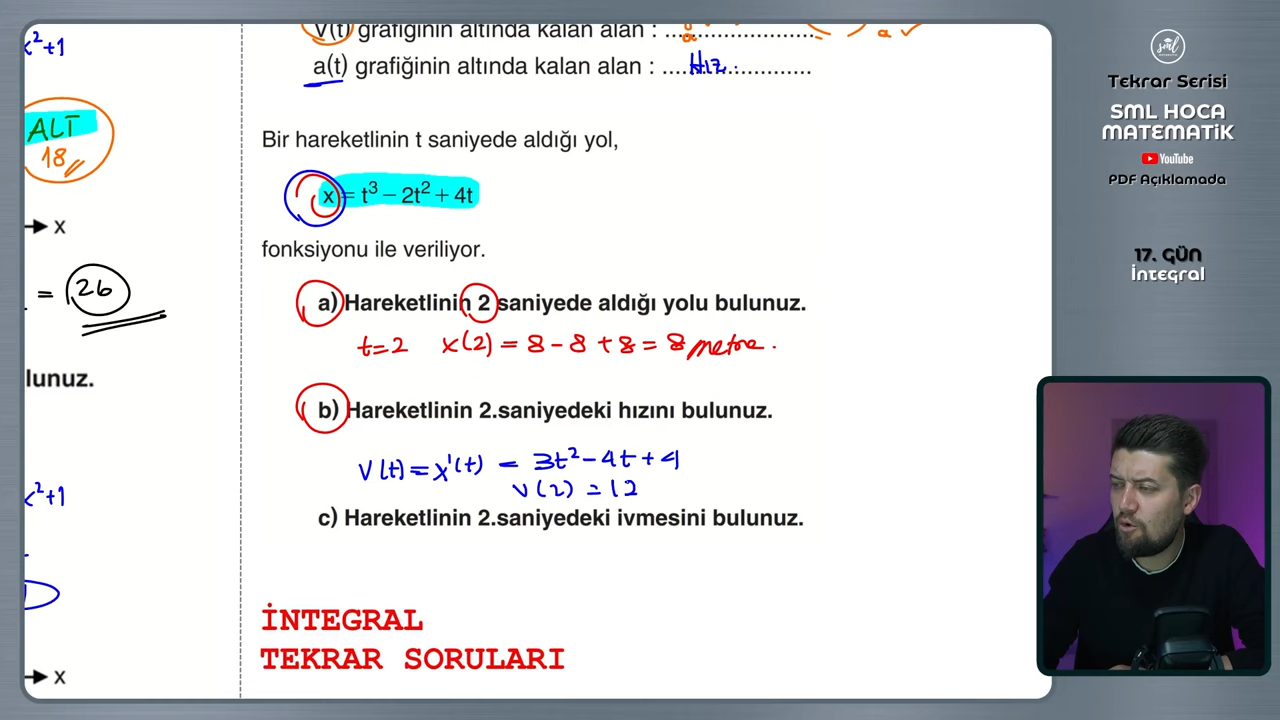 x²+1
ALT
18
x
= 26
lunuz.
x²+1
x
V(t) grafiğinin altında kalan alan : ........................
a(t) grafiğinin altında kalan alan : ....Hız..............
Bir hareketlinin t saniyede aldığı yol,
x = t³ – 2t² + 4t
fonksiyonu ile veriliyor.
a) Hareketlinin 2 saniyede aldığı yolu bulunuz.
t=2 x(2) = 8 - 8 + 8 = 8 metre.
b) Hareketlinin 2.saniyedeki hızını bulunuz.
V(t) = x'(t) = 3t² - 4t + 4
V(2) = 12
c) Hareketlinin 2.saniyedeki ivmesini bulunuz.
İNTEGRAL
TEKRAR SORULARI
sml
Tekrar Serisi
SML HOCA
MATEMATİK
YouTube
PDF Açıklamada
17. GÜN
İntegral